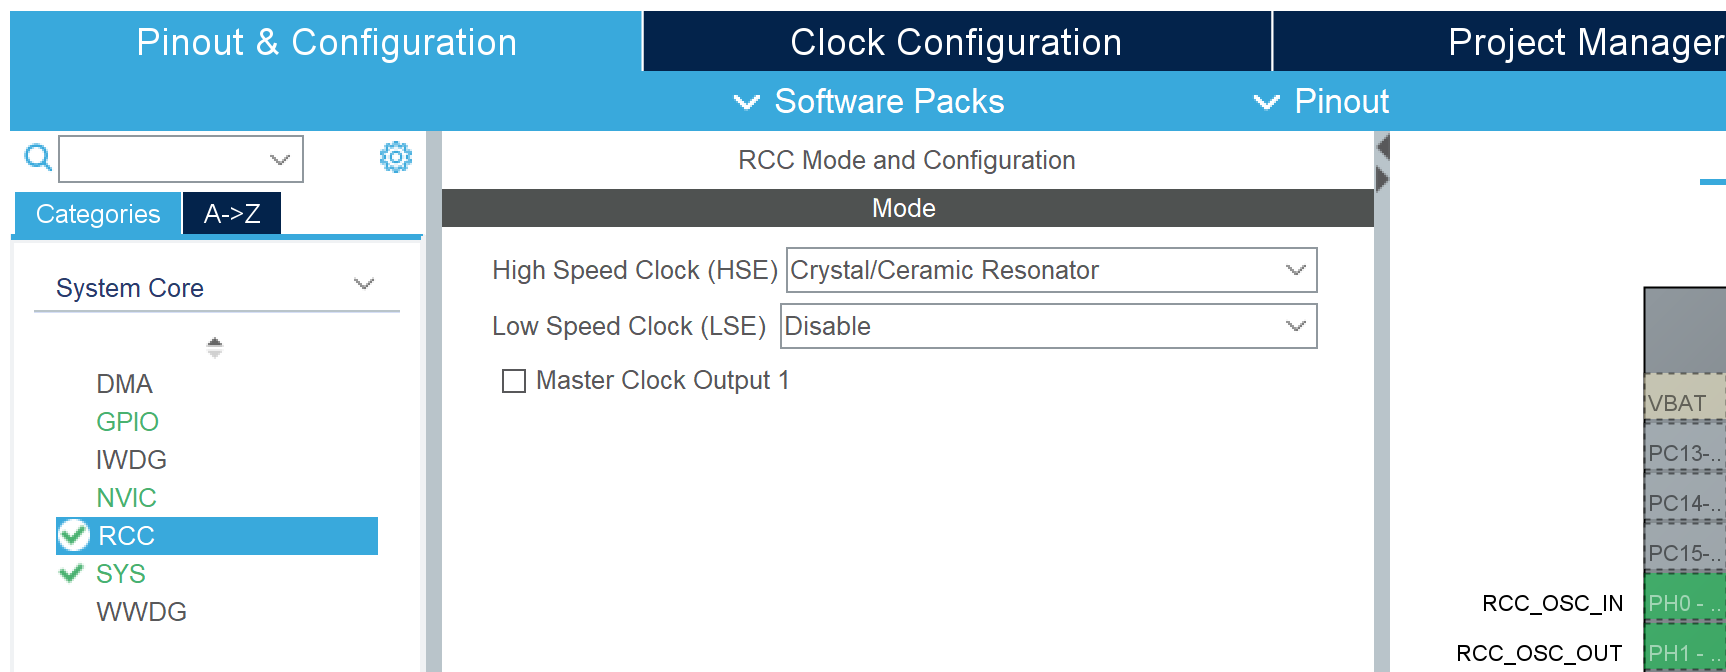 Pinout & Configuration
Clock Configuration
Project Manager
Software Packs
Pinout
RCC Mode and Configuration
Mode
Categories
A->Z
System Core
DMA
GPIO
IWDG
NVIC
RCC
SYS
WWDG
High Speed Clock (HSE) Crystal/Ceramic Resonator
Low Speed Clock (LSE) Disable
Master Clock Output 1
VBAT
PC13-..
PC14-..
PC15-..
RCC_OSC_IN PH0 - ..
RCC_OSC_OUT PH1 - ..